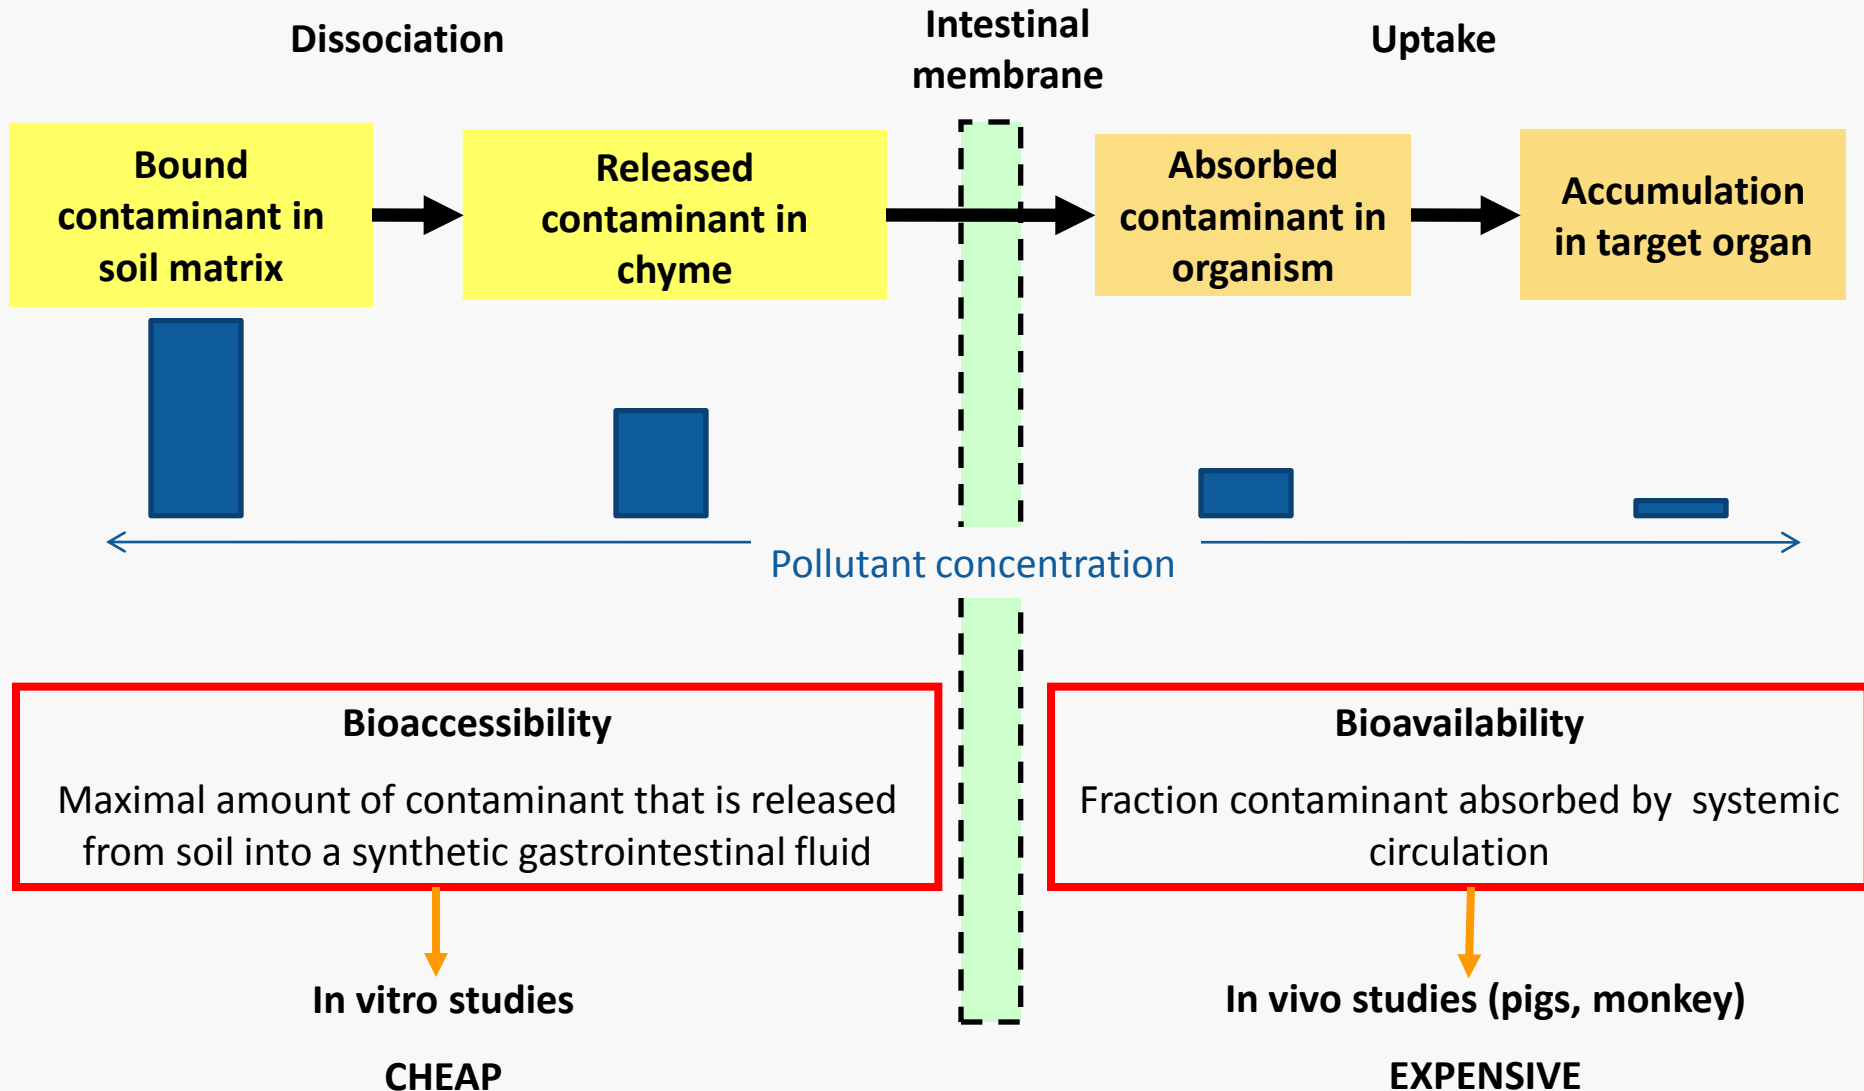 Dissociation
Intestinal
membrane
Uptake
Bound
contaminant in
soil matrix
Released
contaminant in
chyme
Absorbed
contaminant in
organism
Accumulation
in target organ
Pollutant concentration
Bioaccessibility
Maximal amount of contaminant that is released
from soil into a synthetic gastrointestinal fluid
Bioavailability
Fraction contaminant absorbed by systemic
circulation
In vitro studies
CHEAP
In vivo studies (pigs, monkey)
EXPENSIVE